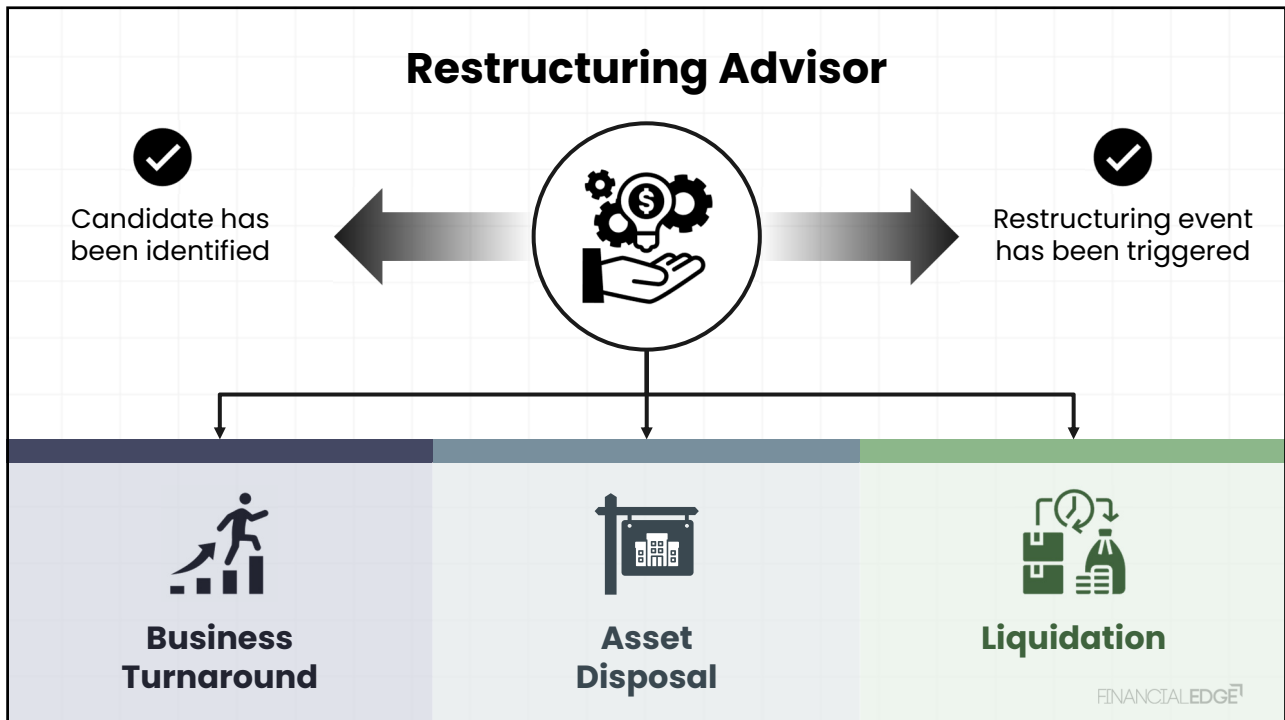 Restructuring Advisor
Candidate has
been identified
$
Restructuring event
has been triggered
Business
Turnaround
Asset
Disposal
Liquidation
FINANCIALEDGE